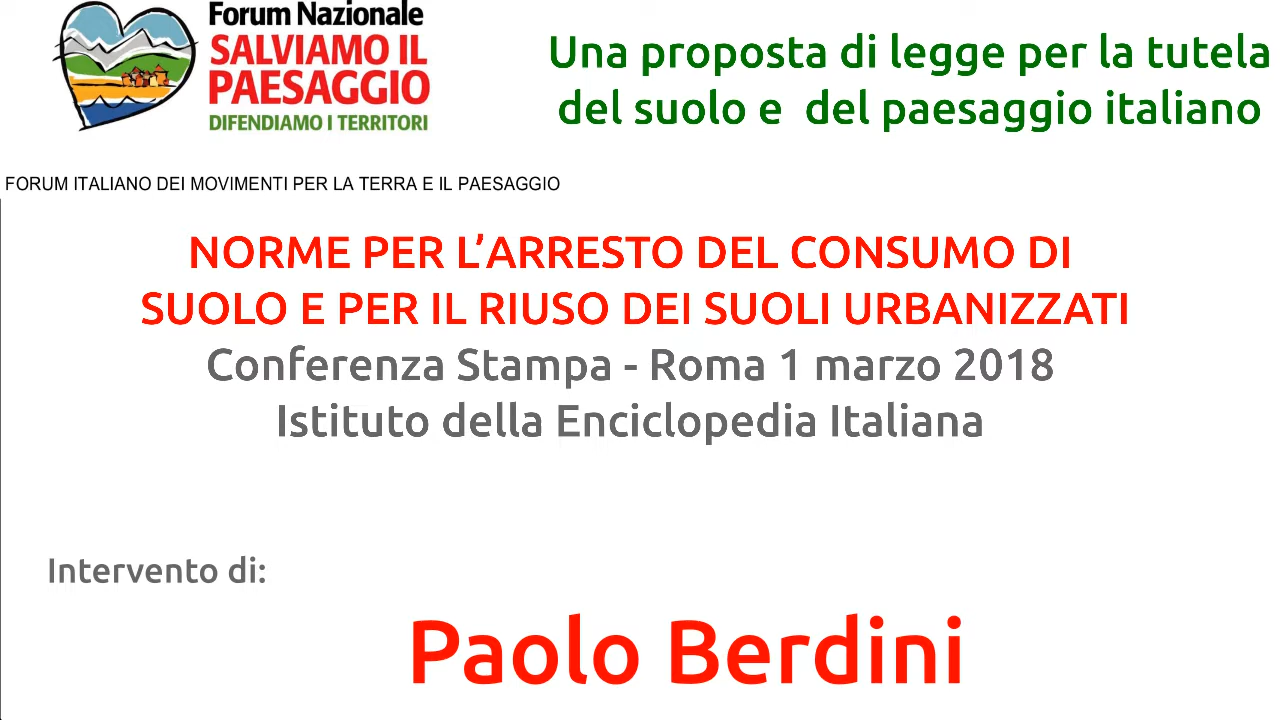 Forum Nazionale
SALVIAMO IL
PAESAGGIO
DIFENDIAMO I TERRITORI
Una proposta di legge per la tutela
del suolo e del paesaggio italiano
FORUM ITALIANO DEI MOVIMENTI PER LA TERRA E IL PAESAGGIO
NORME PER L’ARRESTO DEL CONSUMO DI
SUOLO E PER IL RIUSO DEI SUOLI URBANIZZATI
Conferenza Stampa - Roma 1 marzo 2018
Istituto della Enciclopedia Italiana
Intervento di:
Paolo Berdini